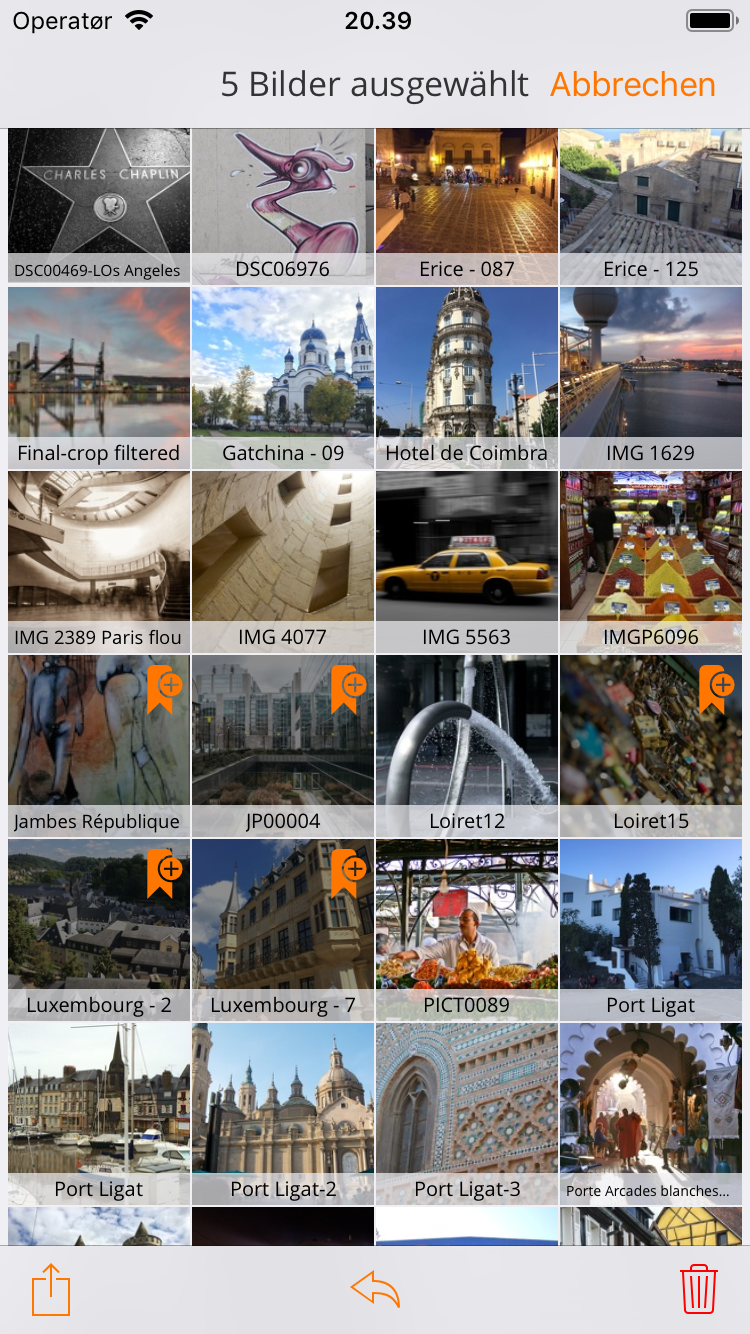 Operatør 20.39
5 Bilder ausgewählt Abbrechen
CHARLES CHAPLIN
DSC00469-LOs Angeles
DSC06976
Erice - 087
Erice - 125
Final-crop filtered
Gatchina - 09
Hotel de Coimbra
IMG 1629
IMG 2389 Paris flou
IMG 4077
IMG 5563
IMGP6096
Jambes République
JP00004
Loiret12
Loiret15
Luxembourg - 2
Luxembourg - 7
PICT0089
Port Ligat
Port Ligat
Port Ligat-2
Port Ligat-3
Porte Arcades blanches...